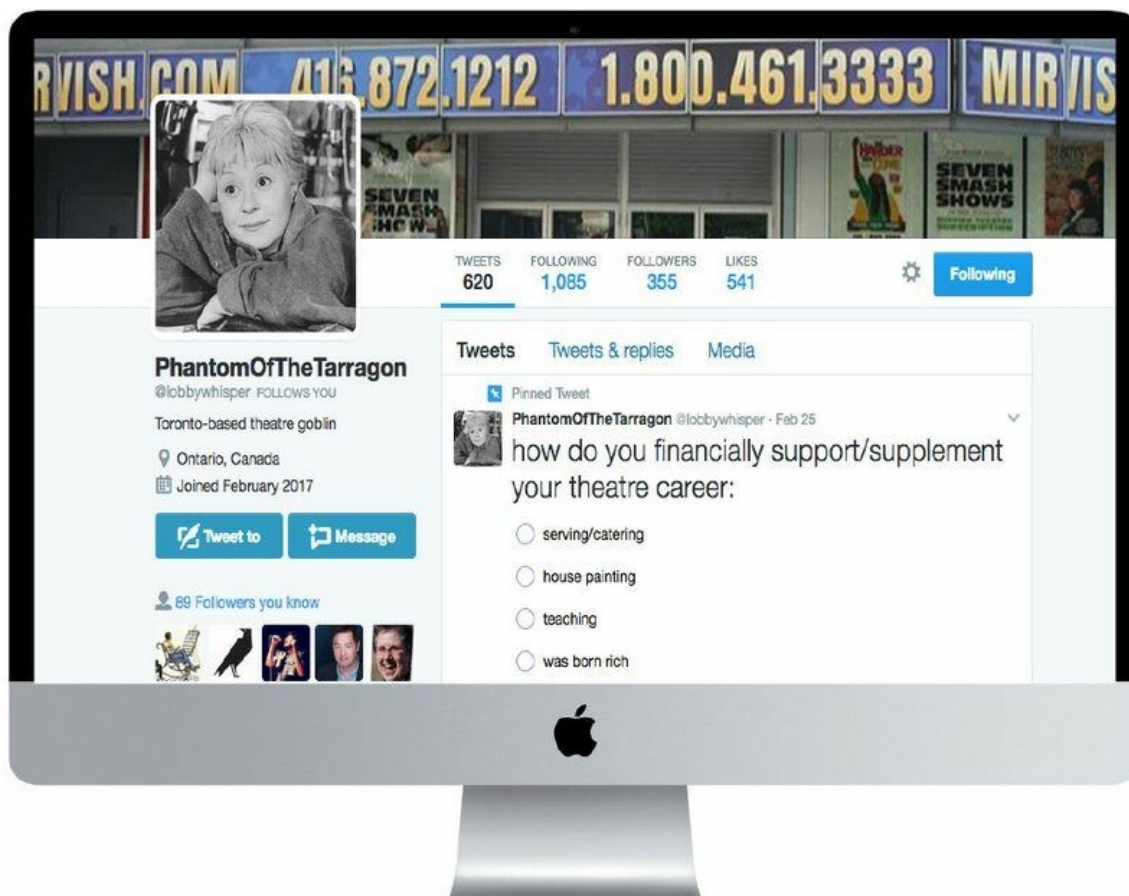 RVISH.COM 416.872.1212 1.800.461.3333 MIRVIS
SEVEN
SMASH
SHOWS
HARDER
SEVEN
SMASH
SHOWS
TWEETS FOLLOWING FOLLOWERS LIKES
620 1,085 355 541
Following
Tweets Tweets & replies Media
PhantomOfTheTarragon
@lobbywhisper FOLLOWS YOU
Toronto-based theatre goblin
Ontario, Canada
Joined February 2017
Tweet to Message
89 Followers you know
Pinned Tweet
PhantomOfTheTarragon @lobbywhisper · Feb 25
how do you financially support/supplement
your theatre career:
serving/catering
house painting
teaching
was born rich